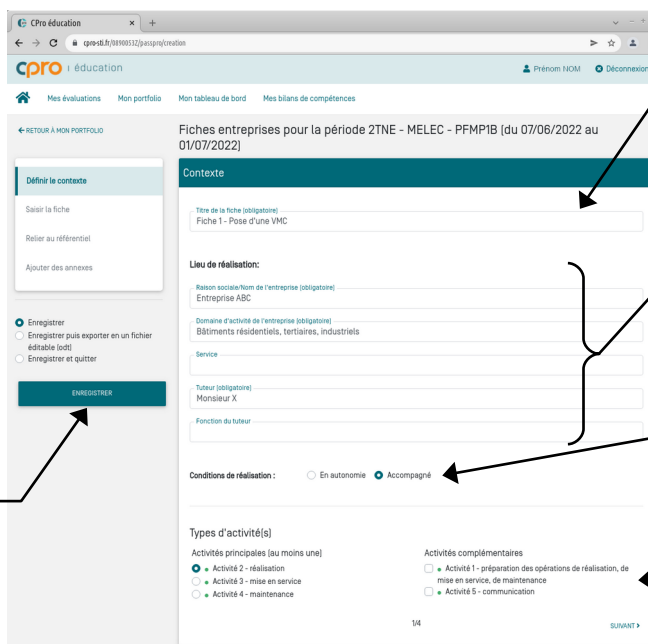 CPro éducation
cpro-sti.fr/0890053Z/passpro/creation
cpro éducation
Prénom NOM
Déconnexion
Mes évaluations
Mon portfolio
Mon tableau de bord
Mes bilans de compétences
RETOUR À MON PORTFOLIO
Fiches entreprises pour la période 2TNE - MELEC - PFMP1B (du 07/06/2022 au
01/07/2022)
Définir le contexte
Saisir la fiche
Relier au référentiel
Ajouter des annexes
Enregistrer
Enregistrer puis exporter en un fichier
éditable (odt)
Enregistrer et quitter
ENREGISTRER
Contexte
Titre de la fiche (obligatoire)
Fiche 1 - Pose d'une VMC
Lieu de réalisation:
Raison sociale/Nom de l'entreprise (obligatoire)
Entreprise ABC
Domaine d'activité de l'entreprise (obligatoire)
Bâtiments résidentiels, tertiaires, industriels
Service
Tuteur (obligatoire)
Monsieur X
Fonction du tuteur
Conditions de réalisation :
En autonomie
Accompagné
Types d'activité(s)
Activités principales (au moins une)
Activité 2 - réalisation
Activité 3 - mise en service
Activité 4 - maintenance
Activités complémentaires
Activité 1 - préparation des opérations de réalisation, de
mise en service, de maintenance
Activité 5 - communication
1/4
SUIVANT